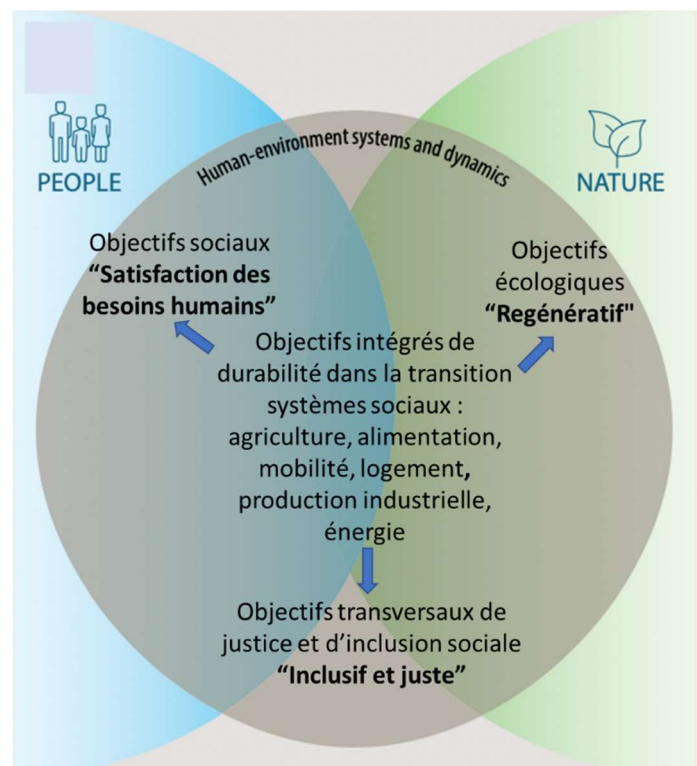 Human-environment systems and dynamics
PEOPLE
NATURE
Objectifs sociaux
“Satisfaction des
besoins humains”
Objectifs
écologiques
“Regénératif"
Objectifs intégrés de
durabilité dans la transition
systèmes sociaux :
agriculture, alimentation,
mobilité, logement,
production industrielle,
énergie
Objectifs transversaux de
justice et d’inclusion sociale
“Inclusif et juste”